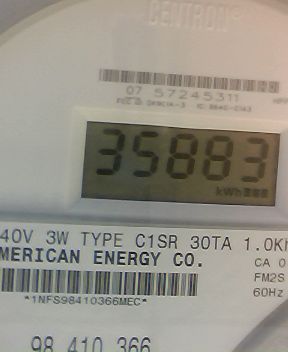 CENTRON®
07 57245311
35883
kWh
40V 3W TYPE C1SR 30TA 1.0Kh
MERICAN ENERGY CO.
CA 0
FM2S
*1NFS98410366MEC*
60Hz
98 410 366